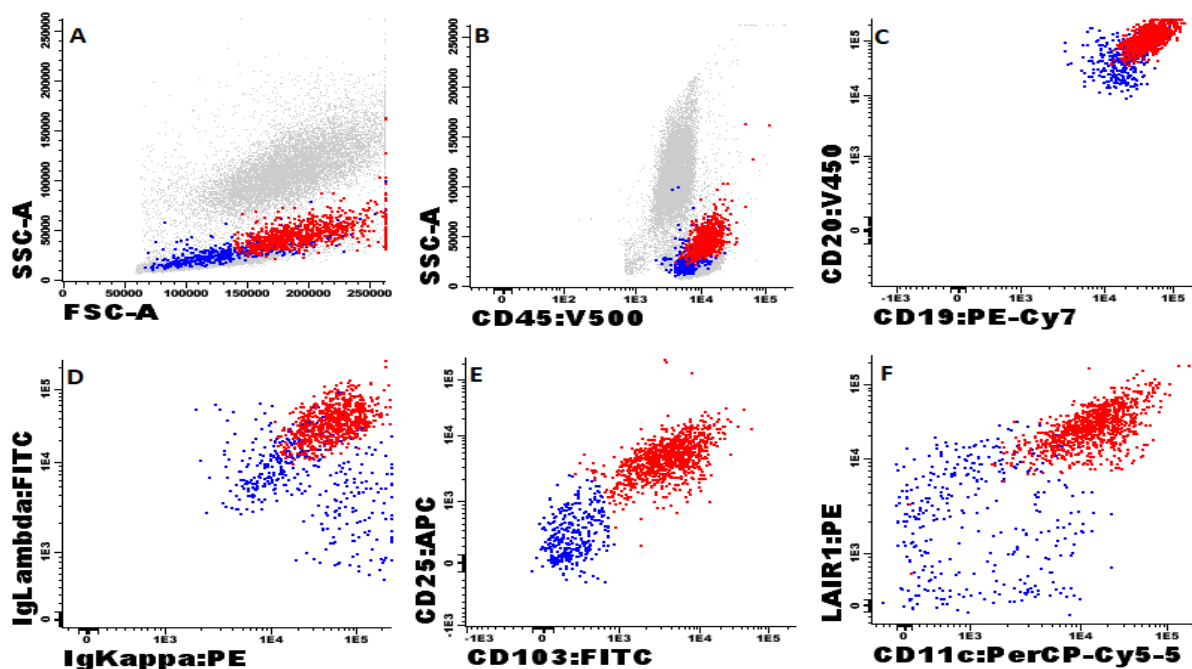 A
SSC-A
250000
200000
150000
100000
50000
0
0 50000 100000 150000 200000 250000
FSC-A
B
SSC-A
250000
200000
150000
100000
50000
0
0 1E2 1E3 1E4 1E5
CD45:V500
C
CD20:V450
1E5
1E4
1E3
0
-1E3 0 1E3 1E4 1E5
CD19:PE-Cy7
D
IgLambda:FITC
1E5
1E4
1E3
0
0 1E3 1E4 1E5
IgKappa:PE
E
CD25:APC
1E5
1E4
1E3
0
-1E3
-1E3 0 1E3 1E4 1E5
CD103:FITC
F
LAIR1:PE
1E5
1E4
1E3
0
0 1E3 1E4 1E5
CD11c:PerCP-Cy5-5